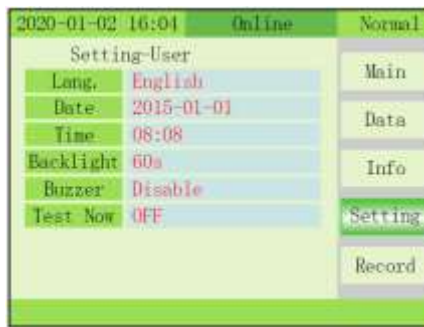 2020-01-02 16:04 Online Normal
Setting-User
Lang. English
Date 2015-01-01
Time 08:08
Backlight 60s
Buzzer Disable
Test Now OFF
Main
Data
Info
Setting
Record